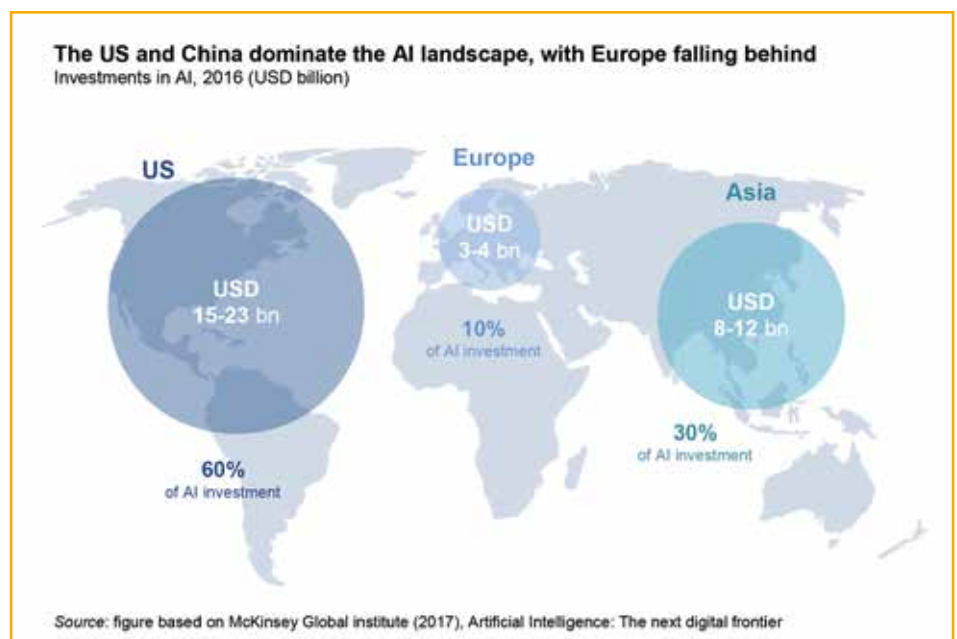 The US and China dominate the AI landscape, with Europe falling behind
Investments in AI, 2016 (USD billion)
US
Europe
Asia
USD
15-23 bn
USD
3-4 bn
USD
8-12 bn
10%
of AI investment
30%
of AI investment
60%
of AI investment
Source: figure based on McKinsey Global institute (2017), Artificial Intelligence: The next digital frontier